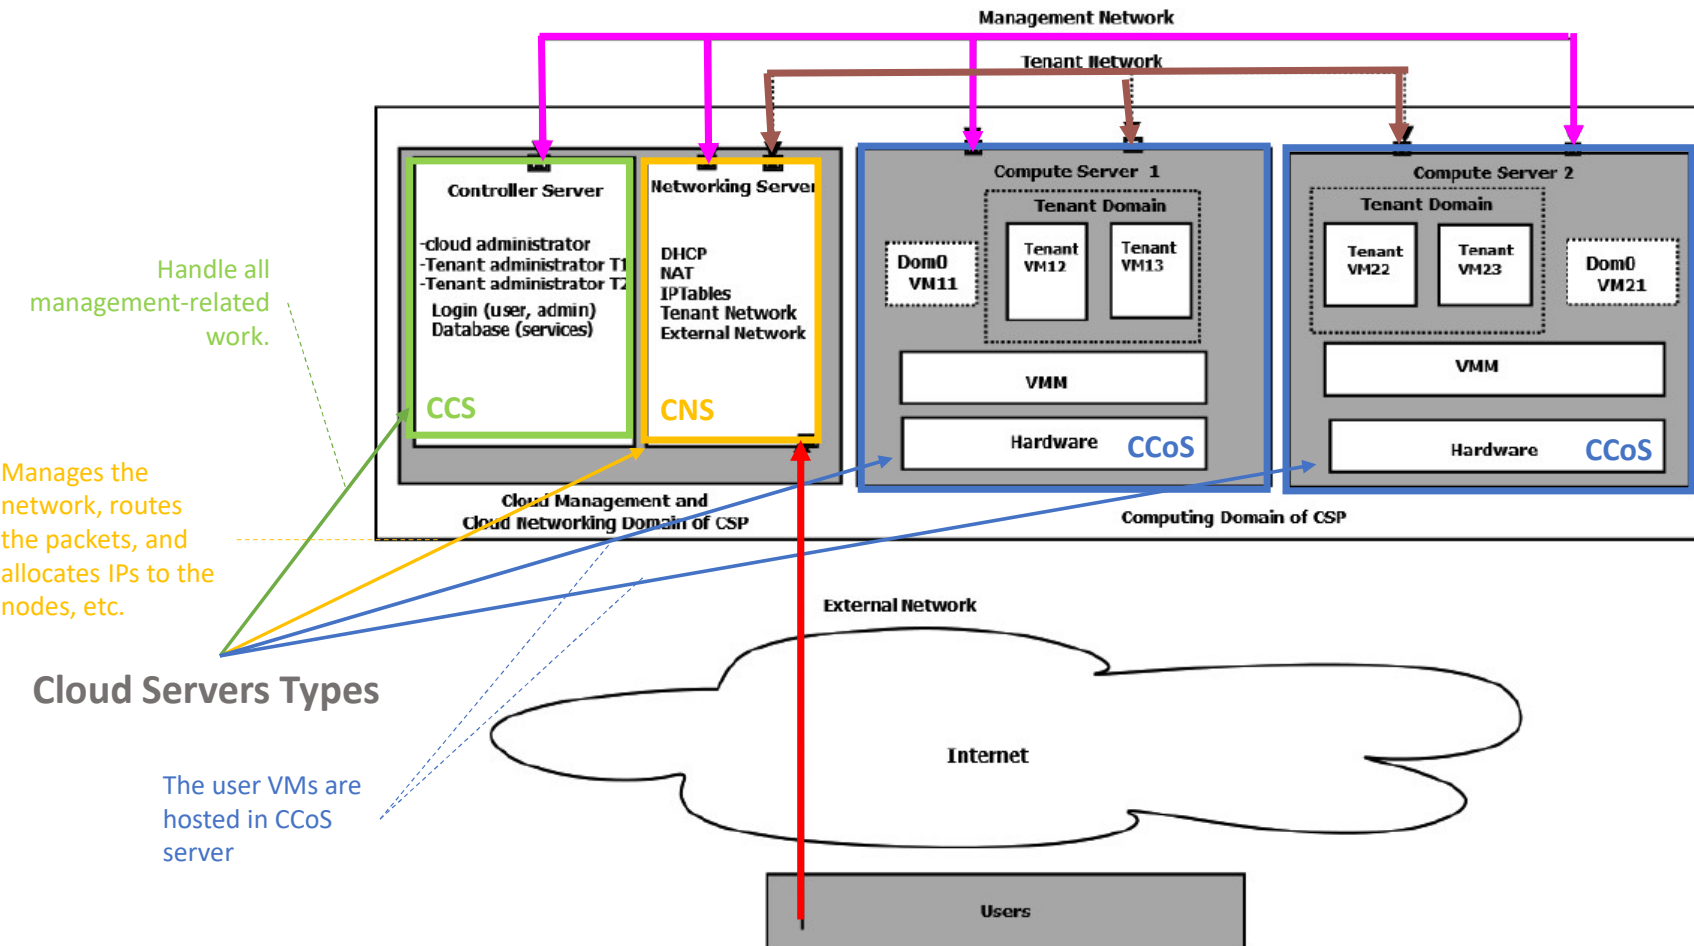 Management Network
Tenant Network
Controller Server
-cloud administrator
-Tenant administrator T1
-Tenant administrator T2
Login (user, admin)
Database (services)
CCS
Networking Server
DHCP
NAT
IPTables
Tenant Network
External Network
CNS
Compute Server 1
Tenant Domain
Dom0
VM11
Tenant
VM12
Tenant
VM13
VMM
Hardware
CCoS
Compute Server 2
Tenant Domain
Tenant
VM22
Tenant
VM23
Dom0
VM21
VMM
Hardware
CCoS
Cloud Management and
Cloud Networking Domain of CSP
Computing Domain of CSP
Handle all
management-related
work.
Manages the
network, routes
the packets, and
allocates IPs to the
nodes, etc.
Cloud Servers Types
The user VMs are
hosted in CCoS
server
External Network
Internet
Users